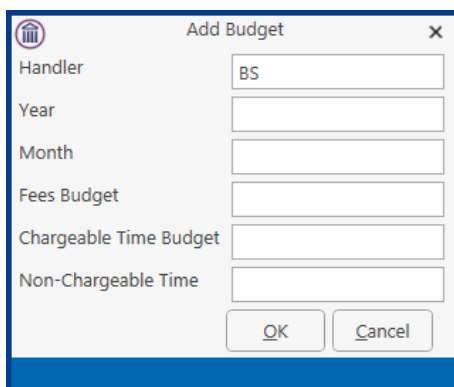 Add Budget
Handler BS
Year
Month
Fees Budget
Chargeable Time Budget
Non-Chargeable Time
OK Cancel